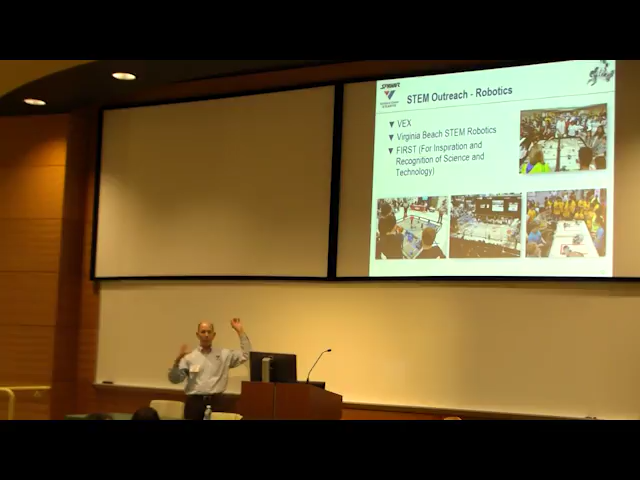 STEM Outreach - Robotics
VEX
Virginia Beach STEM Robotics
FIRST (For Inspiration and
Recognition of Science and
Technology)